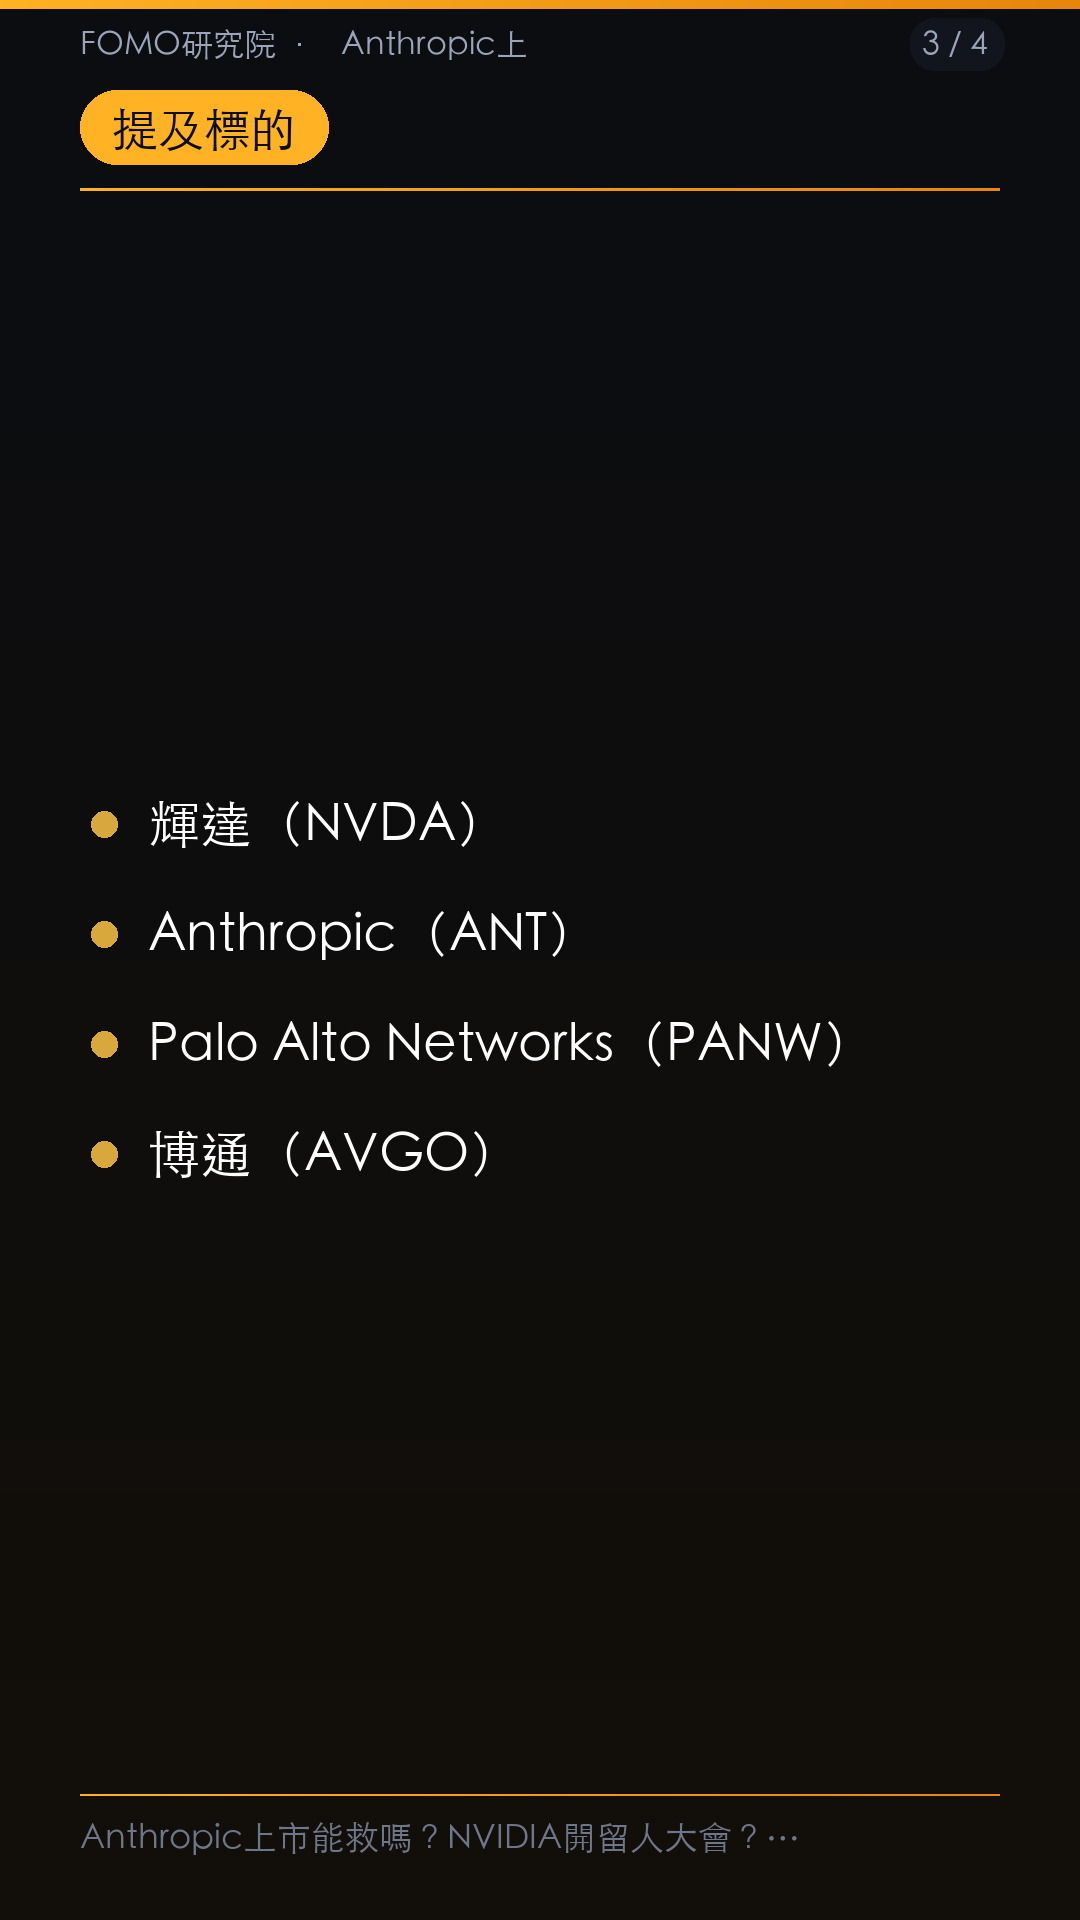 FOMO研究院 · Anthropic上
3 / 4
提及標的
輝達（NVDA）
Anthropic（ANT）
Palo Alto Networks（PANW）
博通（AVGO）
Anthropic上市能救嗎？NVIDIA開留人大會？…